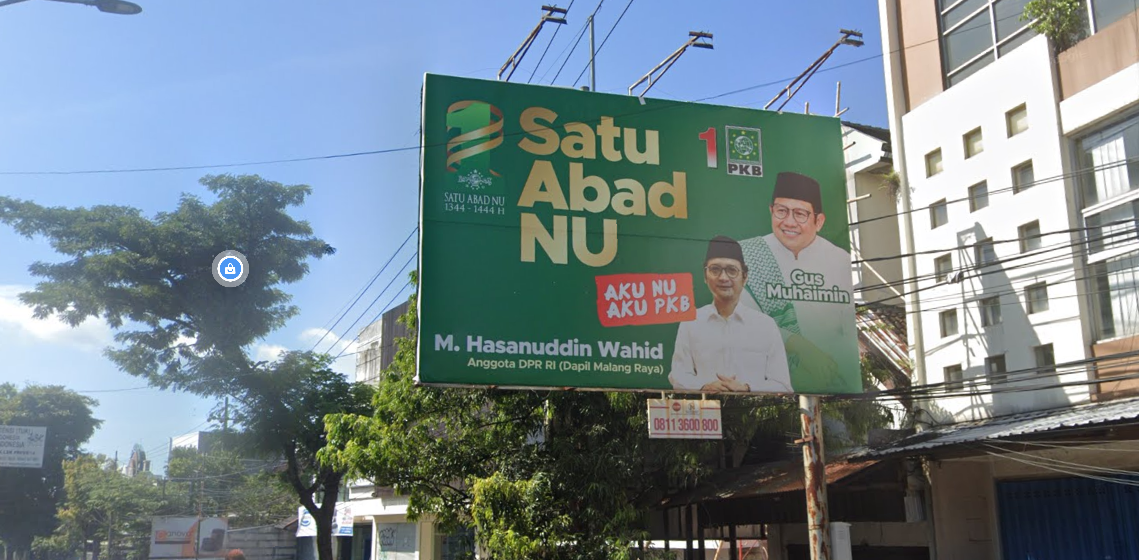 1
SATU ABAD NU
1344 - 1444 H
Satu
Abad
NU
1
PKB
AKU NU
AKU PKB
Gus
Muhaimin
M. Hasanuddin Wahid
Anggota DPR RI (Dapil Malang Raya)
0811 3600 800